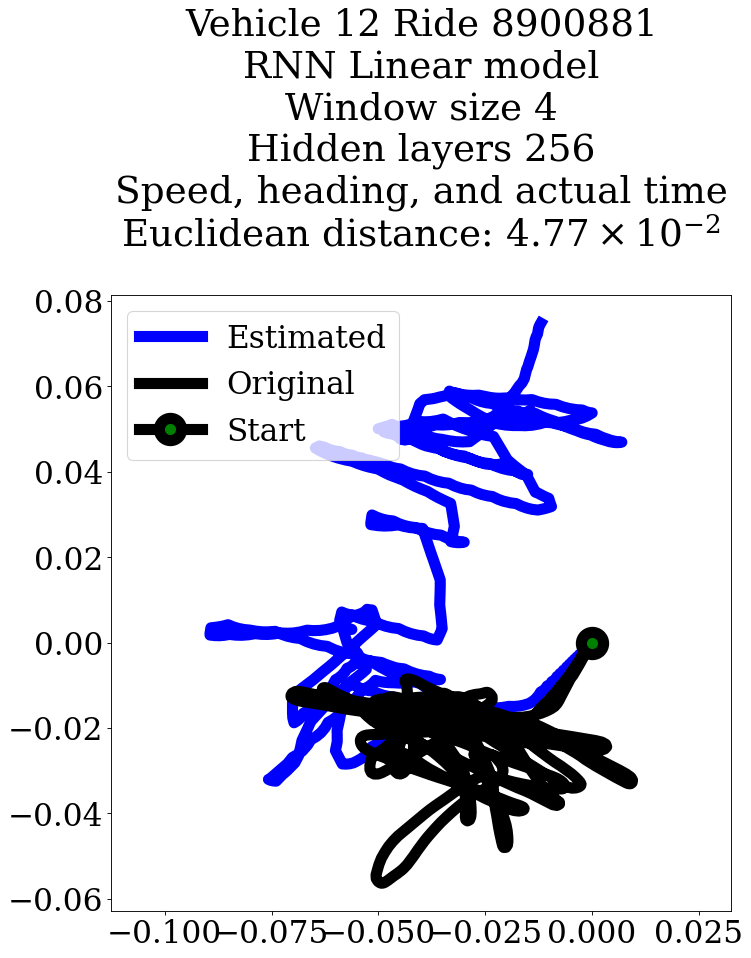 Vehicle 12 Ride 8900881
RNN Linear model
Window size 4
Hidden layers 256
Speed, heading, and actual time
Euclidean distance: 4.77 × 10⁻²
Estimated
Original
Start
0.08
0.06
0.04
0.02
0.00
−0.02
−0.04
−0.06
−0.100 −0.075 −0.050 −0.025 0.000 0.025